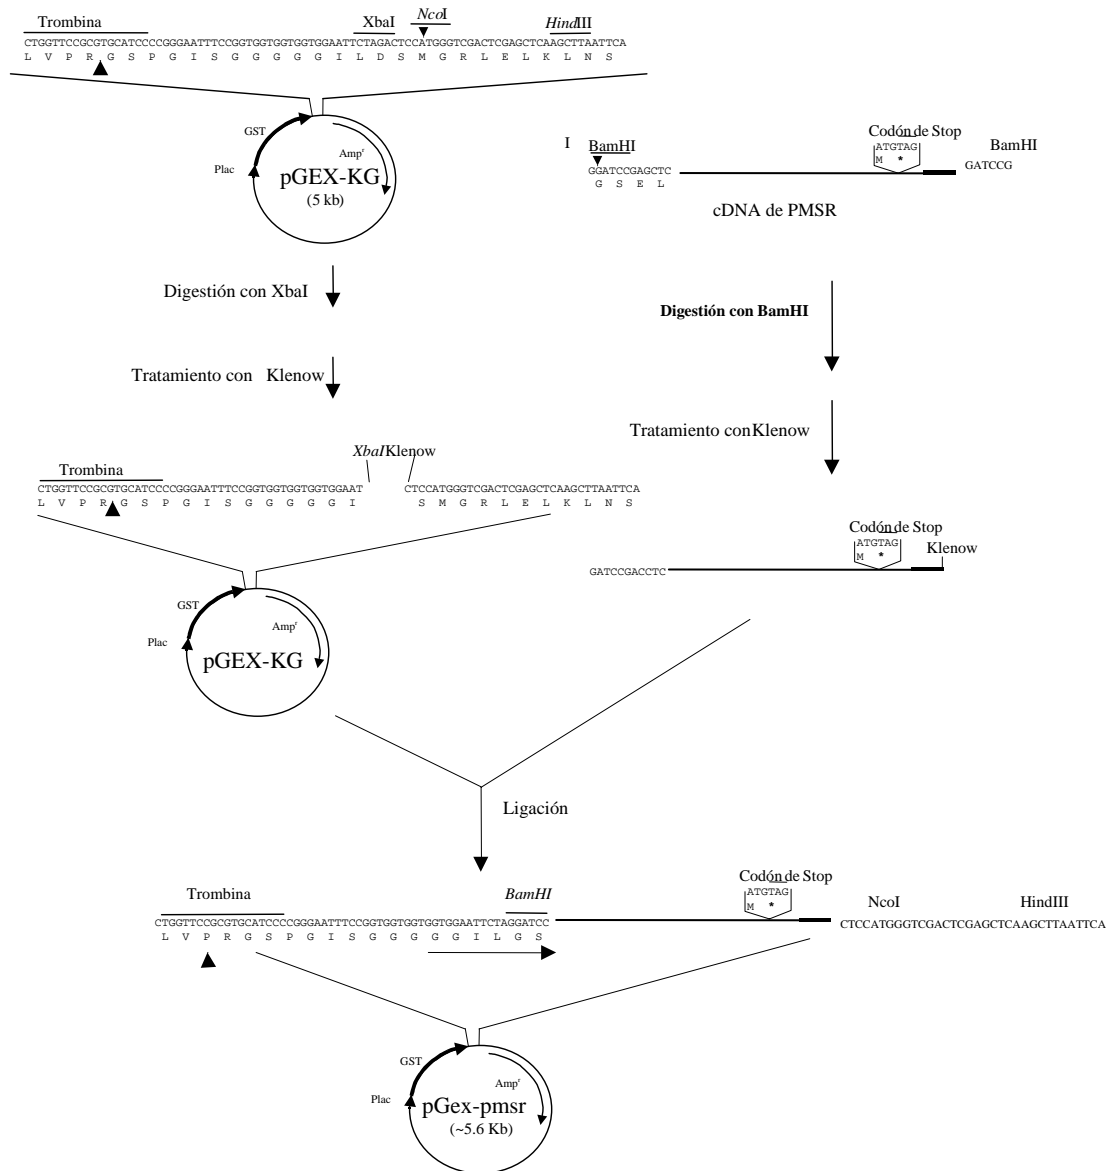 Trombina
XbaI
NcoI
HindIII
CTGGTTCCGCGTGCATCCCCGGGAATTTCCGGTGGTGGTGGTGGAATTCTAGACTCCATGGGTCGACTCGAGCTCAAGCTTAATTCA
L V P R G S P G I S G G G G G I L D S M G R L E L K L N S
GST
Plac
Ampr
pGEX-KG
(5 kb)
I
BamHI
GGATCCGAGCTC
G S E L
Codón de Stop
ATGTAG
M *
BamHI
GATCCG
cDNA de PMSR
Digestión con XbaI
Digestión con BamHI
Tratamiento con Klenow
Tratamiento conKlenow
XbaIKlenow
Trombina
CTGGTTCCGCGTGCATCCCCGGGAATTTCCGGTGGTGGTGGTGGAAT
CTCCATGGGTCGACTCGAGCTCAAGCTTAATTCA
L V P R G S P G I S G G G G G I
S M G R L E L K L N S
Codón de Stop
ATGTAG
M *
Klenow
GATCCGACCTC
GST
Plac
Ampr
pGEX-KG
Ligación
Trombina
BamHI
Codón de Stop
ATGTAG
M *
NcoI
HindIII
CTGGTTCCGCGTGCATCCCCGGGAATTTCCGGTGGTGGTGGTGGAATTCTAGGATCC
CTCCATGGGTCGACTCGAGCTCAAGCTTAATTCA
L V P R G S P G I S G G G G G I L G S
GST
Plac
Ampr
pGex-pmsr
(~5.6 Kb)